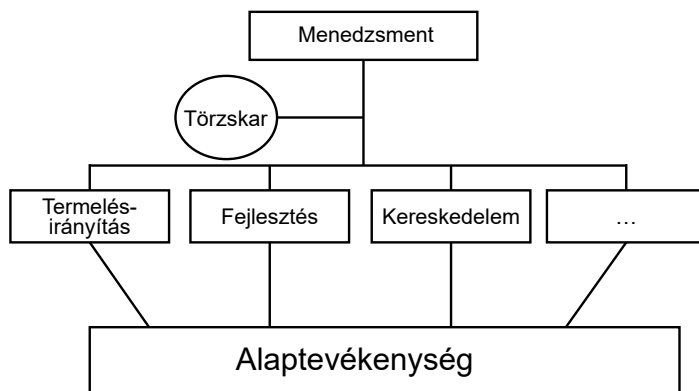 Menedzsment
Törzskar
Termelés-
irányítás
Fejlesztés
Kereskedelem
...
Alaptevékenység